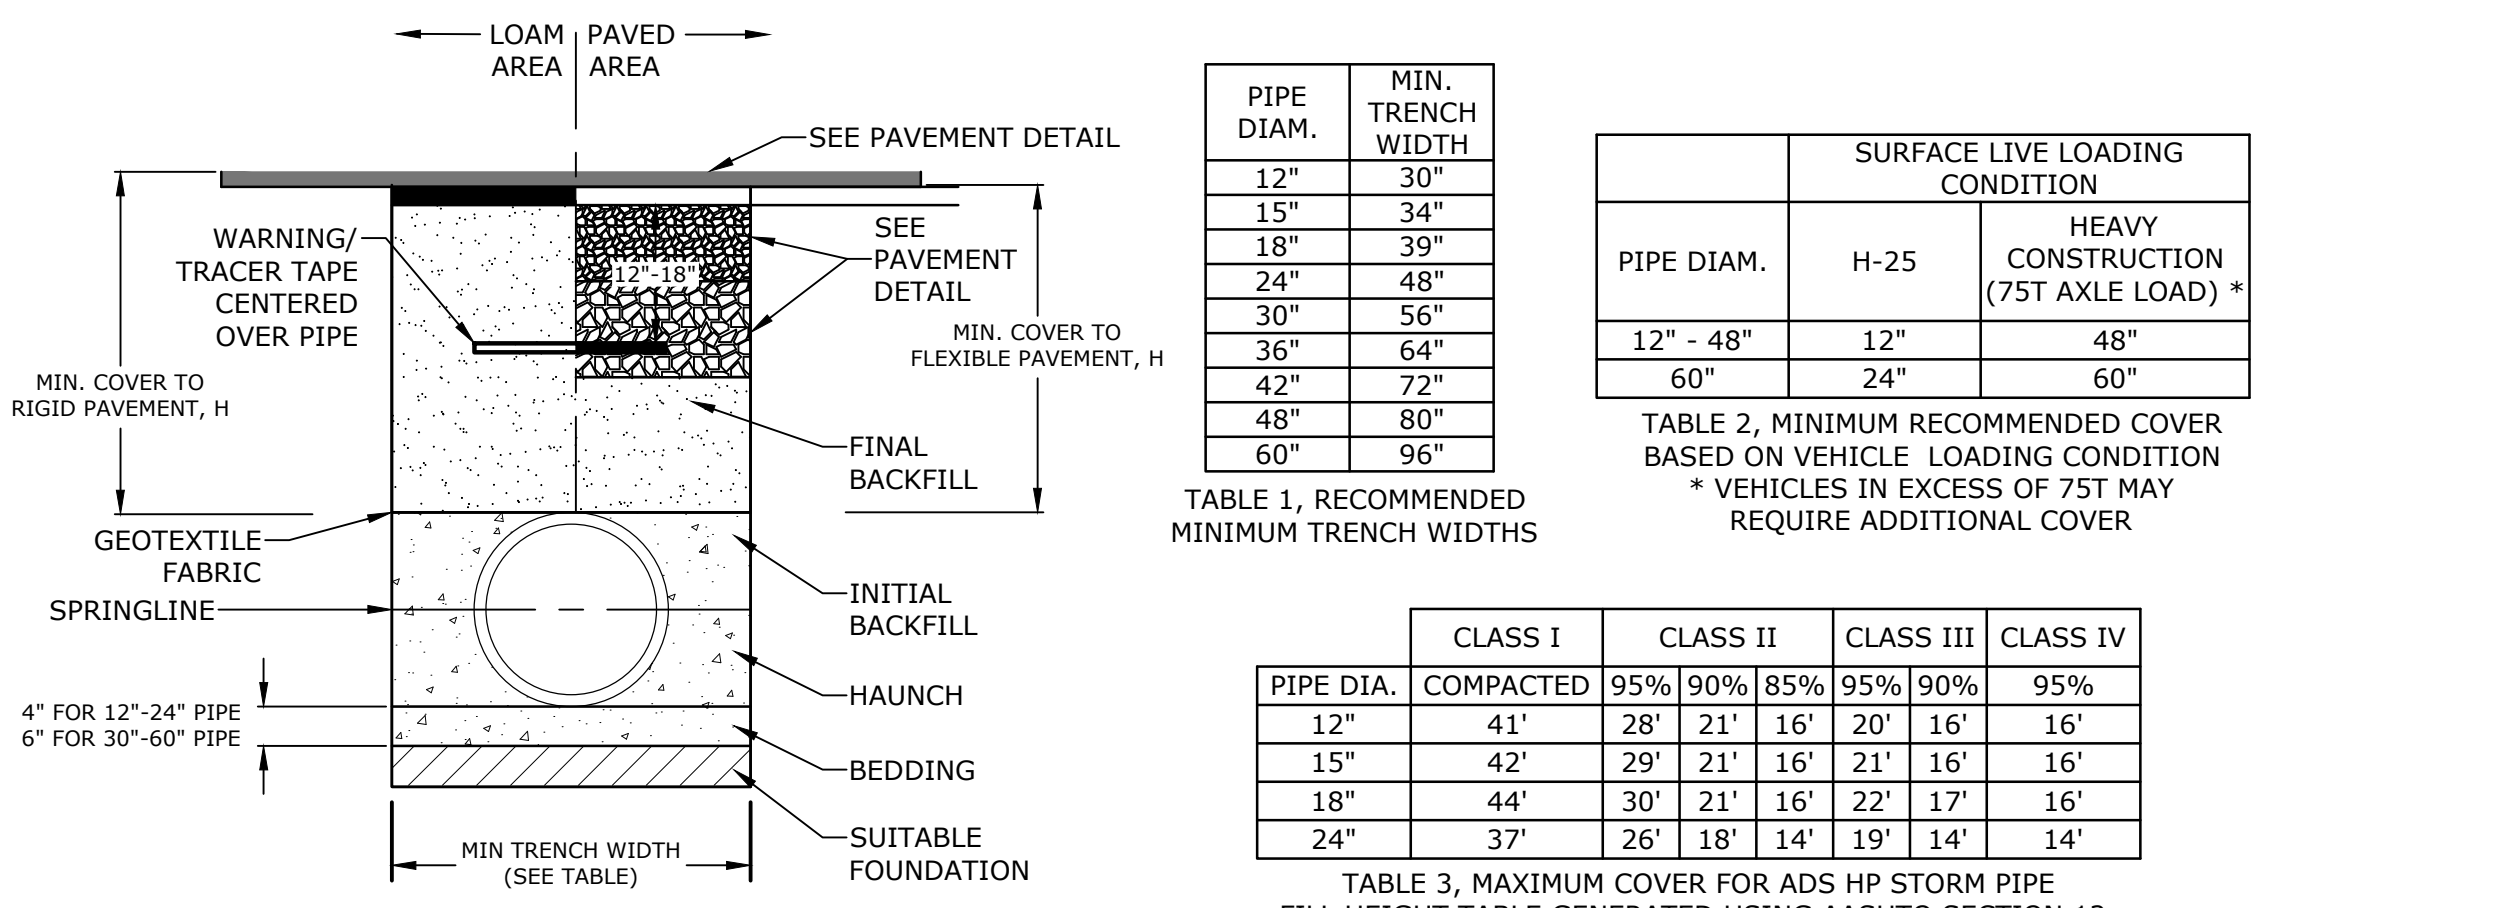 LOAM
AREA
PAVED
AREA
SEE PAVEMENT DETAIL
WARNING/
TRACER TAPE
CENTERED
OVER PIPE
12"-18"
SEE
PAVEMENT
DETAIL
MIN. COVER TO
RIGID PAVEMENT, H
MIN. COVER TO
FLEXIBLE PAVEMENT, H
FINAL
BACKFILL
GEOTEXTILE
FABRIC
SPRINGLINE
INITIAL
BACKFILL
HAUNCH
4" FOR 12"-24" PIPE
6" FOR 30"-60" PIPE
BEDDING
SUITABLE
FOUNDATION
MIN TRENCH WIDTH
(SEE TABLE)
PIPE
DIAM.
MIN.
TRENCH
WIDTH
12" 30"
15" 34"
18" 39"
24" 48"
30" 56"
36" 64"
42" 72"
48" 80"
60" 96"
TABLE 1, RECOMMENDED
MINIMUM TRENCH WIDTHS
SURFACE LIVE LOADING
CONDITION
PIPE DIAM.
H-25
HEAVY
CONSTRUCTION
(75T AXLE LOAD) *
12" - 48" 12" 48"
60" 24" 60"
TABLE 2, MINIMUM RECOMMENDED COVER
BASED ON VEHICLE LOADING CONDITION
* VEHICLES IN EXCESS OF 75T MAY
REQUIRE ADDITIONAL COVER
CLASS I CLASS II CLASS III CLASS IV
PIPE DIA. COMPACTED 95% 90% 85% 95% 90% 95%
12" 41' 28' 21' 16' 20' 16' 16'
15" 42' 29' 21' 16' 21' 16' 16'
18" 44' 30' 21' 16' 22' 17' 16'
24" 37' 26' 18' 14' 19' 14' 14'
TABLE 3, MAXIMUM COVER FOR ADS HP STORM PIPE
FILL HEIGHT TABLE GENERATED USING AASHTO SECTION 12